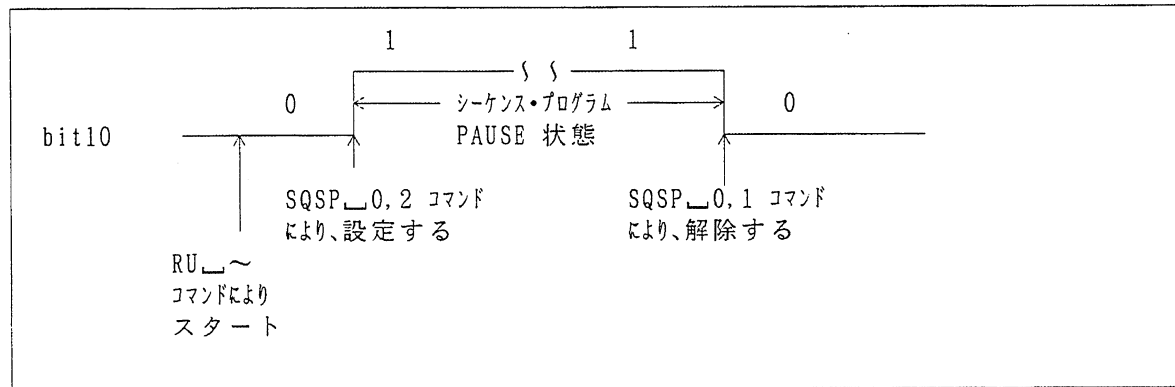 1 1
0 シーケンス・プログラム 0
bit10 PAUSE 状態
SQSP␣0,2 コマンド
により、設定する
SQSP␣0,1 コマンド
により、解除する
RU␣～
コマンドにより
スタート